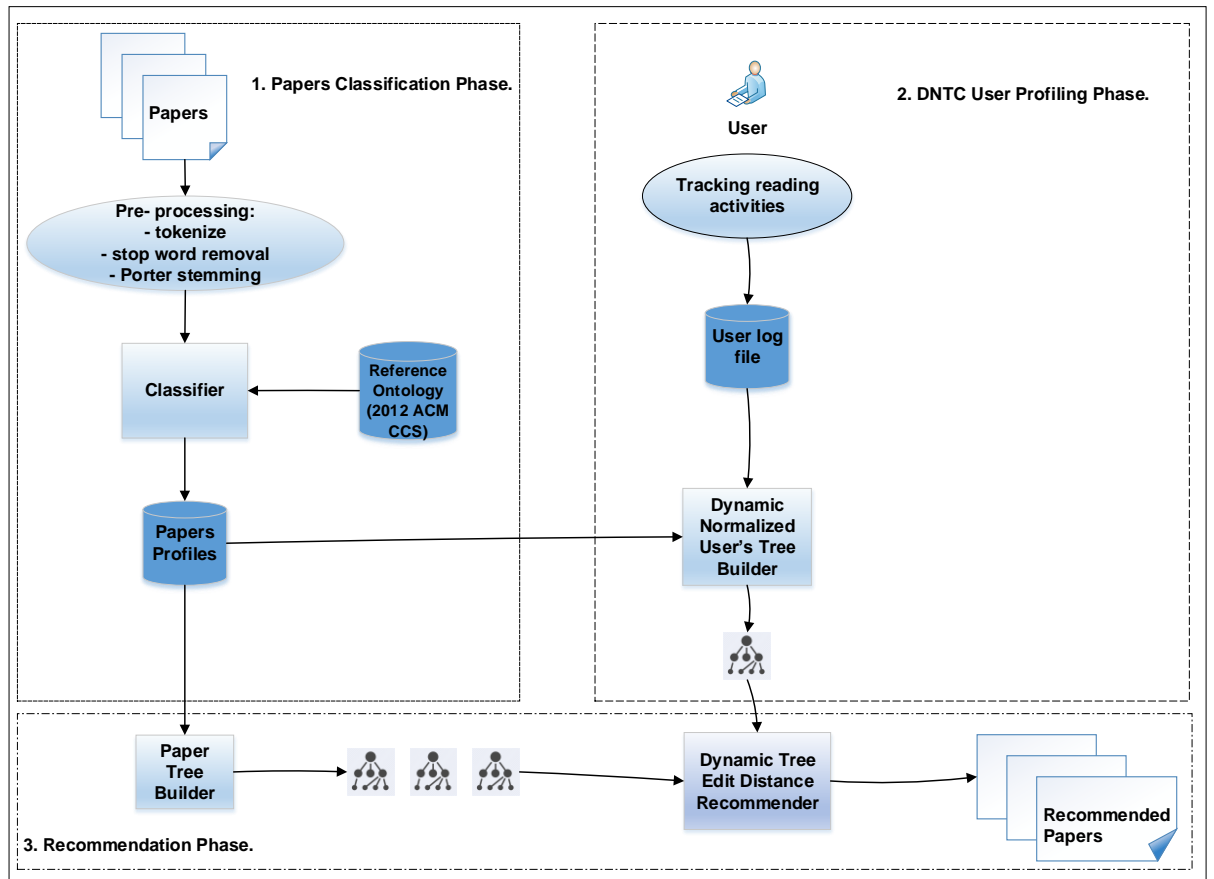 1. Papers Classification Phase.
Papers
Pre- processing:
- tokenize
- stop word removal
- Porter stemming
Classifier
Reference
Ontology
(2012 ACM
CCS)
Papers
Profiles
2. DNTC User Profiling Phase.
User
Tracking reading
activities
User log
file
Dynamic
Normalized
User’s Tree
Builder
Paper
Tree
Builder
Dynamic Tree
Edit Distance
Recommender
Recommended
Papers
3. Recommendation Phase.